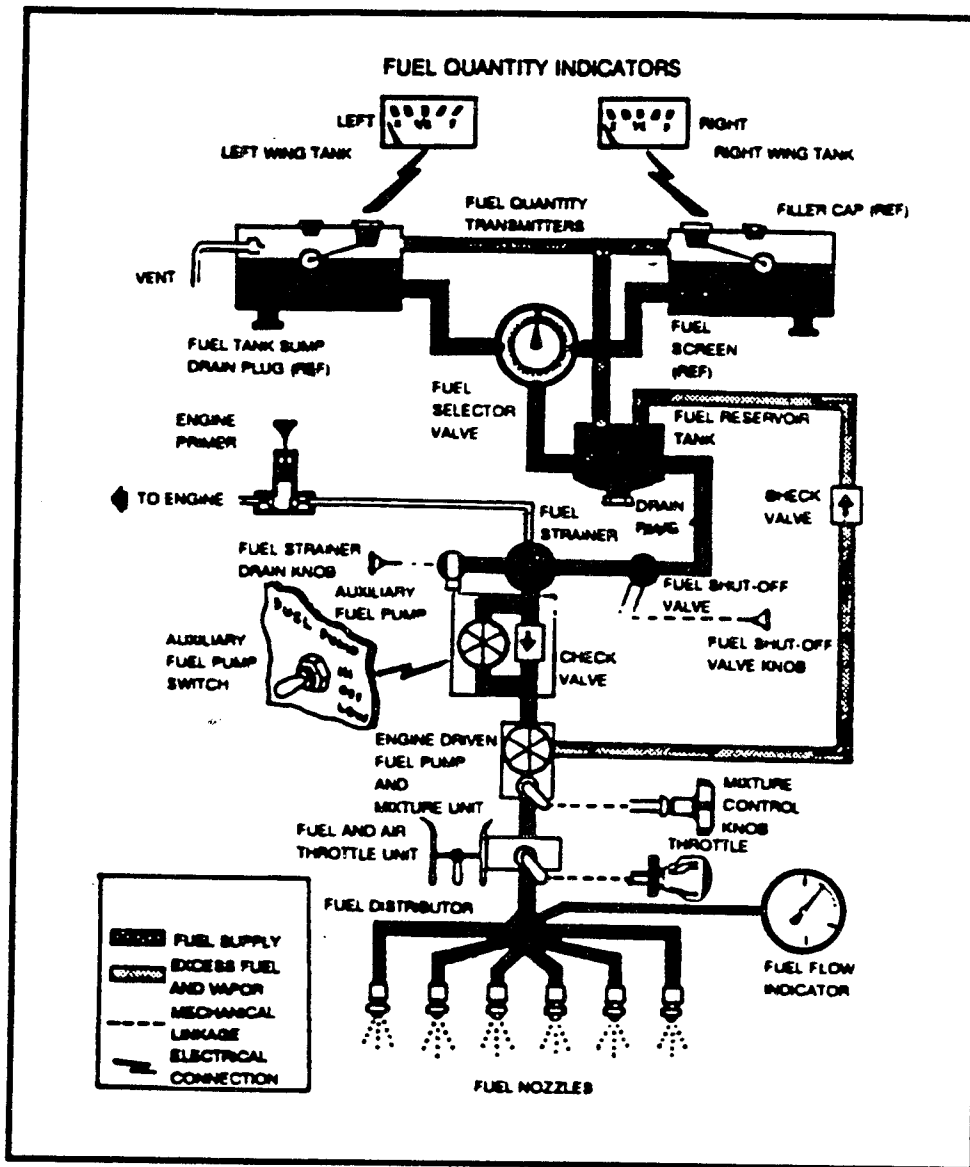 FUEL QUANTITY INDICATORS
LEFT
RIGHT
LEFT WING TANK
RIGHT WING TANK
FUEL QUANTITY
TRANSMITTERS
FILLER CAP (REF)
VENT
FUEL TANK SUMP
DRAIN PLUG (REF)
FUEL
SELECTOR
VALVE
FUEL
SCREEN
(REF)
ENGINE
PRIMER
FUEL RESERVOIR
TANK
TO ENGINE
FUEL
STRAINER
DRAIN
CHECK
VALVE
FUEL STRAINER
DRAIN KNOB
AUXILIARY
FUEL PUMP
FUEL SHUT-OFF
VALVE
FUEL SHUT-OFF
VALVE KNOB
AUXILIARY
FUEL PUMP
SWITCH
FUEL PUMP
OFF
LOW
CHECK
VALVE
ENGINE DRIVEN
FUEL PUMP
AND
MIXTURE UNIT
MIXTURE
CONTROL
KNOB
FUEL AND AIR
THROTTLE UNIT
THROTTLE
FUEL DISTRIBUTOR
FUEL FLOW
INDICATOR
FUEL SUPPLY
EXCESS FUEL
AND VAPOR
MECHANICAL
LINKAGE
ELECTRICAL
CONNECTION
FUEL NOZZLES